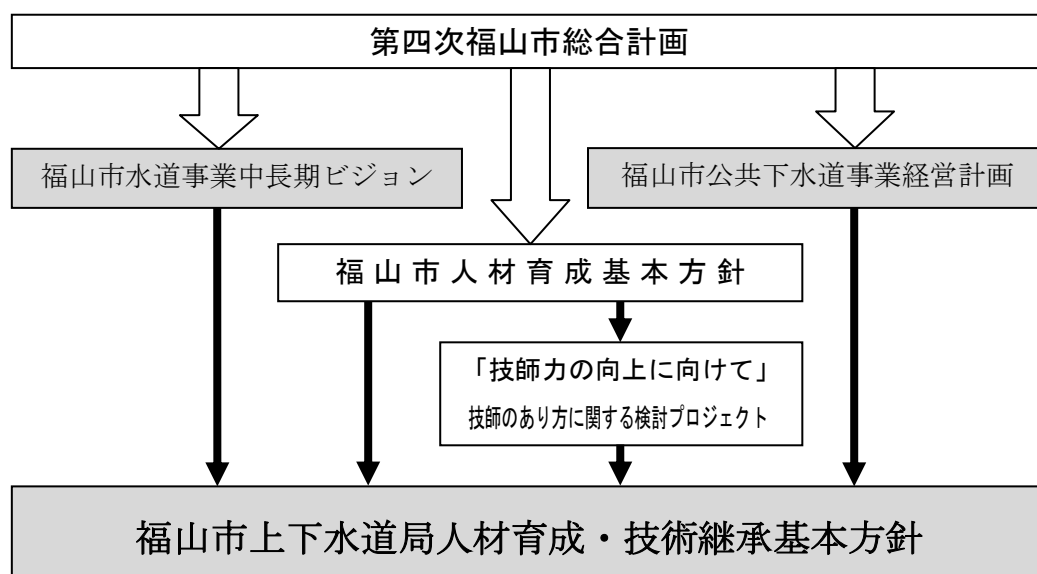 第四次福山市総合計画
福山市水道事業中長期ビジョン
福山市公共下水道事業経営計画
福山市人材育成基本方針
「技師力の向上に向けて」
技師のあり方に関する検討プロジェクト
福山市上下水道局人材育成・技術継承基本方針